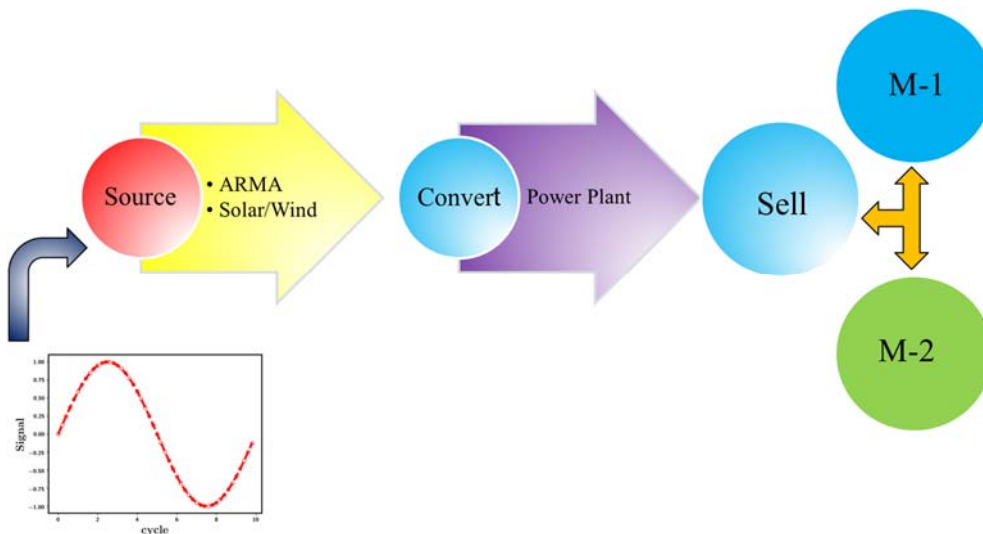 M-1
Source
• ARMA
• Solar/Wind
Convert
Power Plant
Sell
M-2
1.00
0.75
0.50
0.25
0.00
−0.25
−0.50
−0.75
−1.00
Signal
0 2 4 6 8 10
cycle